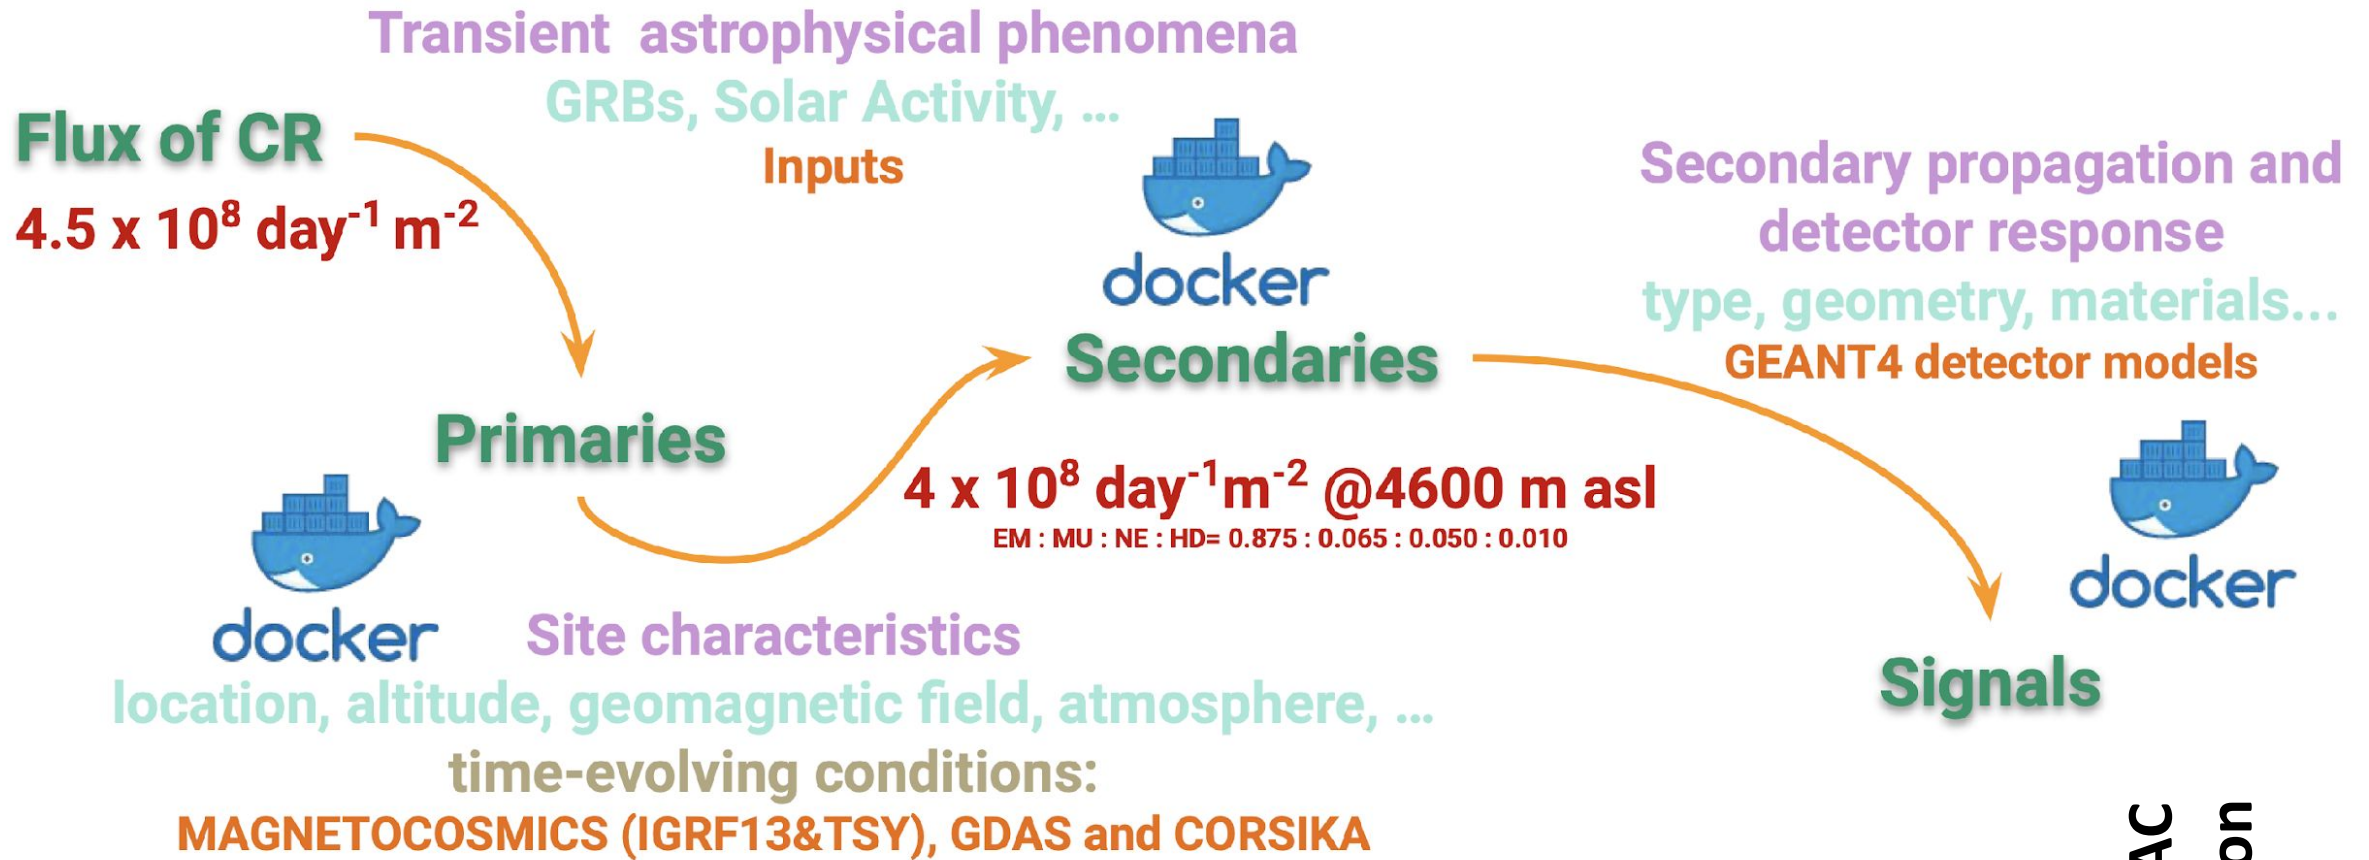 Transient astrophysical phenomena
GRBs, Solar Activity, ...
Inputs
Flux of CR
4.5 x 10⁸ day⁻¹ m⁻²
docker
Secondaries
Secondary propagation and
detector response
type, geometry, materials...
GEANT4 detector models
Primaries
4 x 10⁸ day⁻¹m⁻² @4600 m asl
EM : MU : NE : HD= 0.875 : 0.065 : 0.050 : 0.010
docker
docker
Site characteristics
location, altitude, geomagnetic field, atmosphere, ...
time-evolving conditions:
MAGNETOCOSMICS (IGRF13&TSY), GDAS and CORSIKA
Signals